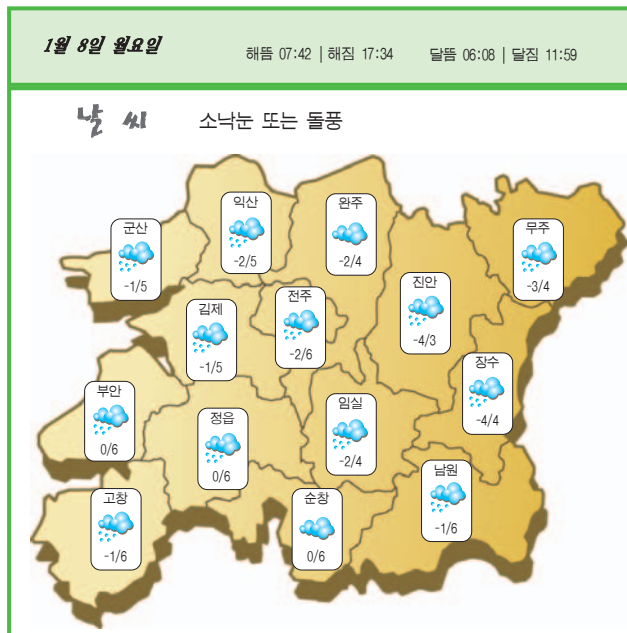 1월 8일 월요일
해뜸 07:42 | 해짐 17:34
달뜸 06:08 | 달짐 11:59
날 씨
소낙눈 또는 돌풍
익산
-2/5
완주
-2/4
군산
-1/5
무주
-3/4
진안
-4/3
전주
-2/6
김제
-1/5
장수
-4/4
부안
0/6
정읍
0/6
임실
-2/4
남원
-1/6
고창
-1/6
순창
0/6